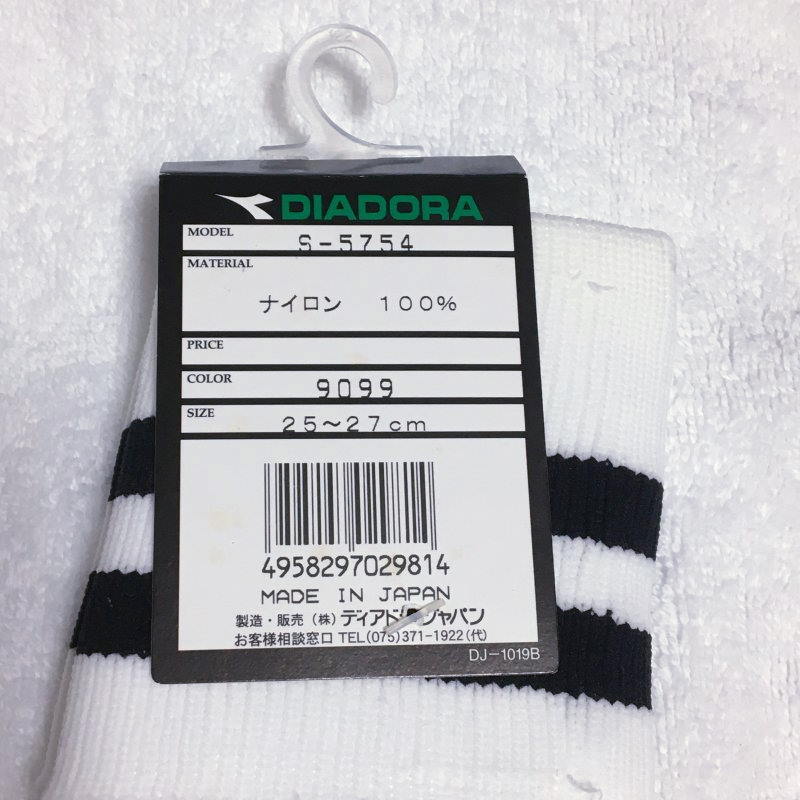 DIADORA
MODEL
S-5754
MATERIAL
ナイロン 100%
PRICE
COLOR
9099
SIZE
25～27cm
4958297029814
MADE IN JAPAN
製造・販売(株)ディアドラジャパン
お客様相談窓口 TEL(075)371-1922(代)
DJ-1019B